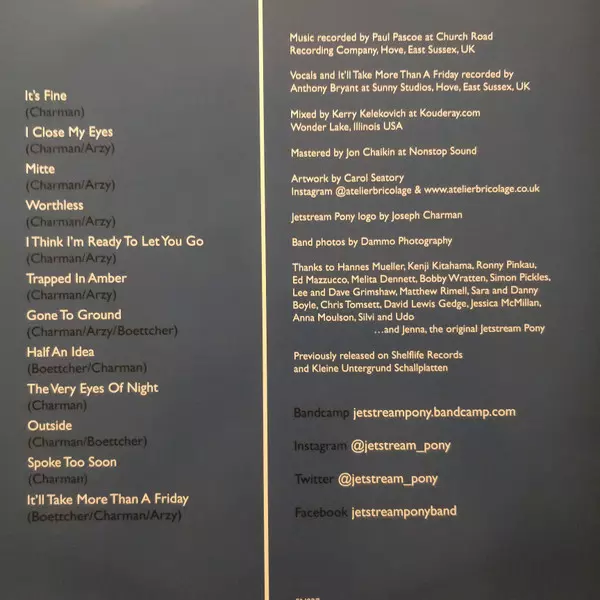 It's Fine
(Charman)
I Close My Eyes
(Charman/Arzy)
Mitte
(Charman/Arzy)
Worthless
(Charman/Arzy)
I Think I'm Ready To Let You Go
(Charman/Arzy)
Trapped In Amber
(Charman/Arzy)
Gone To Ground
(Charman/Arzy/Boettcher)
Half An Idea
(Boettcher/Charman)
The Very Eyes Of Night
(Charman)
Outside
(Charman/Boettcher)
Spoke Too Soon
(Charman)
It'll Take More Than A Friday
(Boettcher/Charman/Arzy)
Music recorded by Paul Pascoe at Church Road
Recording Company, Hove, East Sussex, UK
Vocals and It'll Take More Than A Friday recorded by
Anthony Bryant at Sunny Studios, Hove, East Sussex, UK
Mixed by Kerry Kelekovich at Kouderay.com
Wonder Lake, Illinois USA
Mastered by Jon Chaikin at Nonstop Sound
Artwork by Carol Seatory
Instagram @atelierbricolage & www.atelierbricolage.co.uk
Jetstream Pony logo by Joseph Charman
Band photos by Dammo Photography
Thanks to Hannes Mueller, Kenji Kitahama, Ronny Pinkau,
Ed Mazzucco, Melita Dennett, Bobby Wratten, Simon Pickles,
Lee and Dave Grimshaw, Matthew Rimell, Sara and Danny
Boyle, Chris Tomsett, David Lewis Gedge, Jessica McMillan,
Anna Moulson, Silvi and Udo
...and Jenna, the original Jetstream Pony
Previously released on Shelflife Records
and Kleine Untergrund Schallplatten
Bandcamp jetstreampony.bandcamp.com
Instagram @jetstream_pony
Twitter @jetstream_pony
Facebook jetstreamponyband